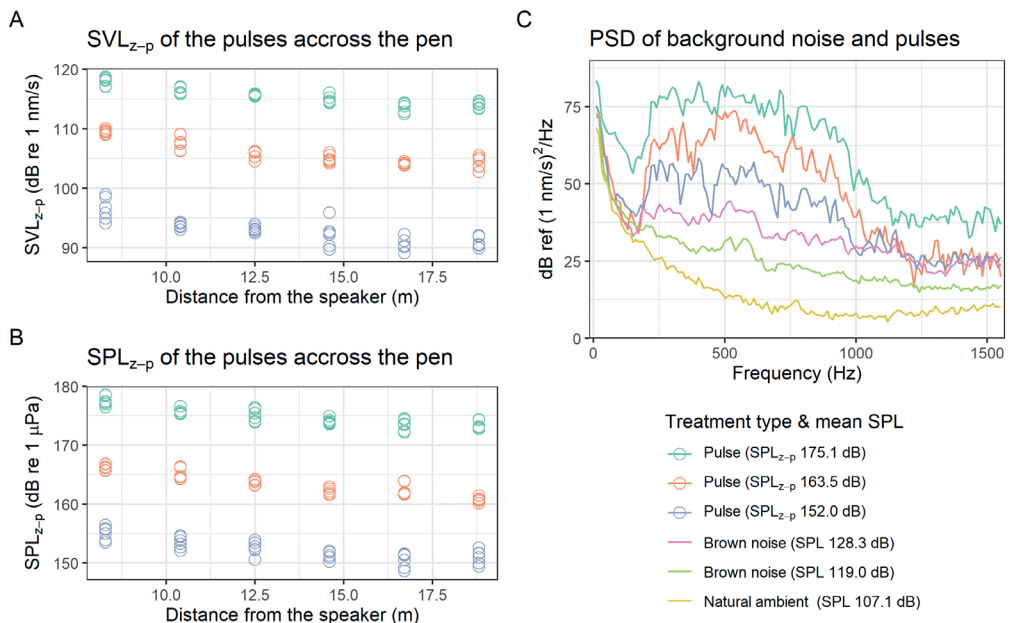 A
SVLz–p of the pulses accross the pen
120
110
100
90
SVLz–p (dB re 1 nm/s)
10.0
12.5
15.0
17.5
Distance from the speaker (m)
B
SPLz–p of the pulses accross the pen
180
170
160
150
SPLz–p (dB re 1 μPa)
10.0
12.5
15.0
17.5
Distance from the speaker (m)
C
PSD of background noise and pulses
75
50
25
0
dB ref (1 nm/s)²/Hz
0
500
1000
1500
Frequency (Hz)
Treatment type & mean SPL
Pulse (SPLz–p 175.1 dB)
Pulse (SPLz–p 163.5 dB)
Pulse (SPLz–p 152.0 dB)
Brown noise (SPL 128.3 dB)
Brown noise (SPL 119.0 dB)
Natural ambient (SPL 107.1 dB)